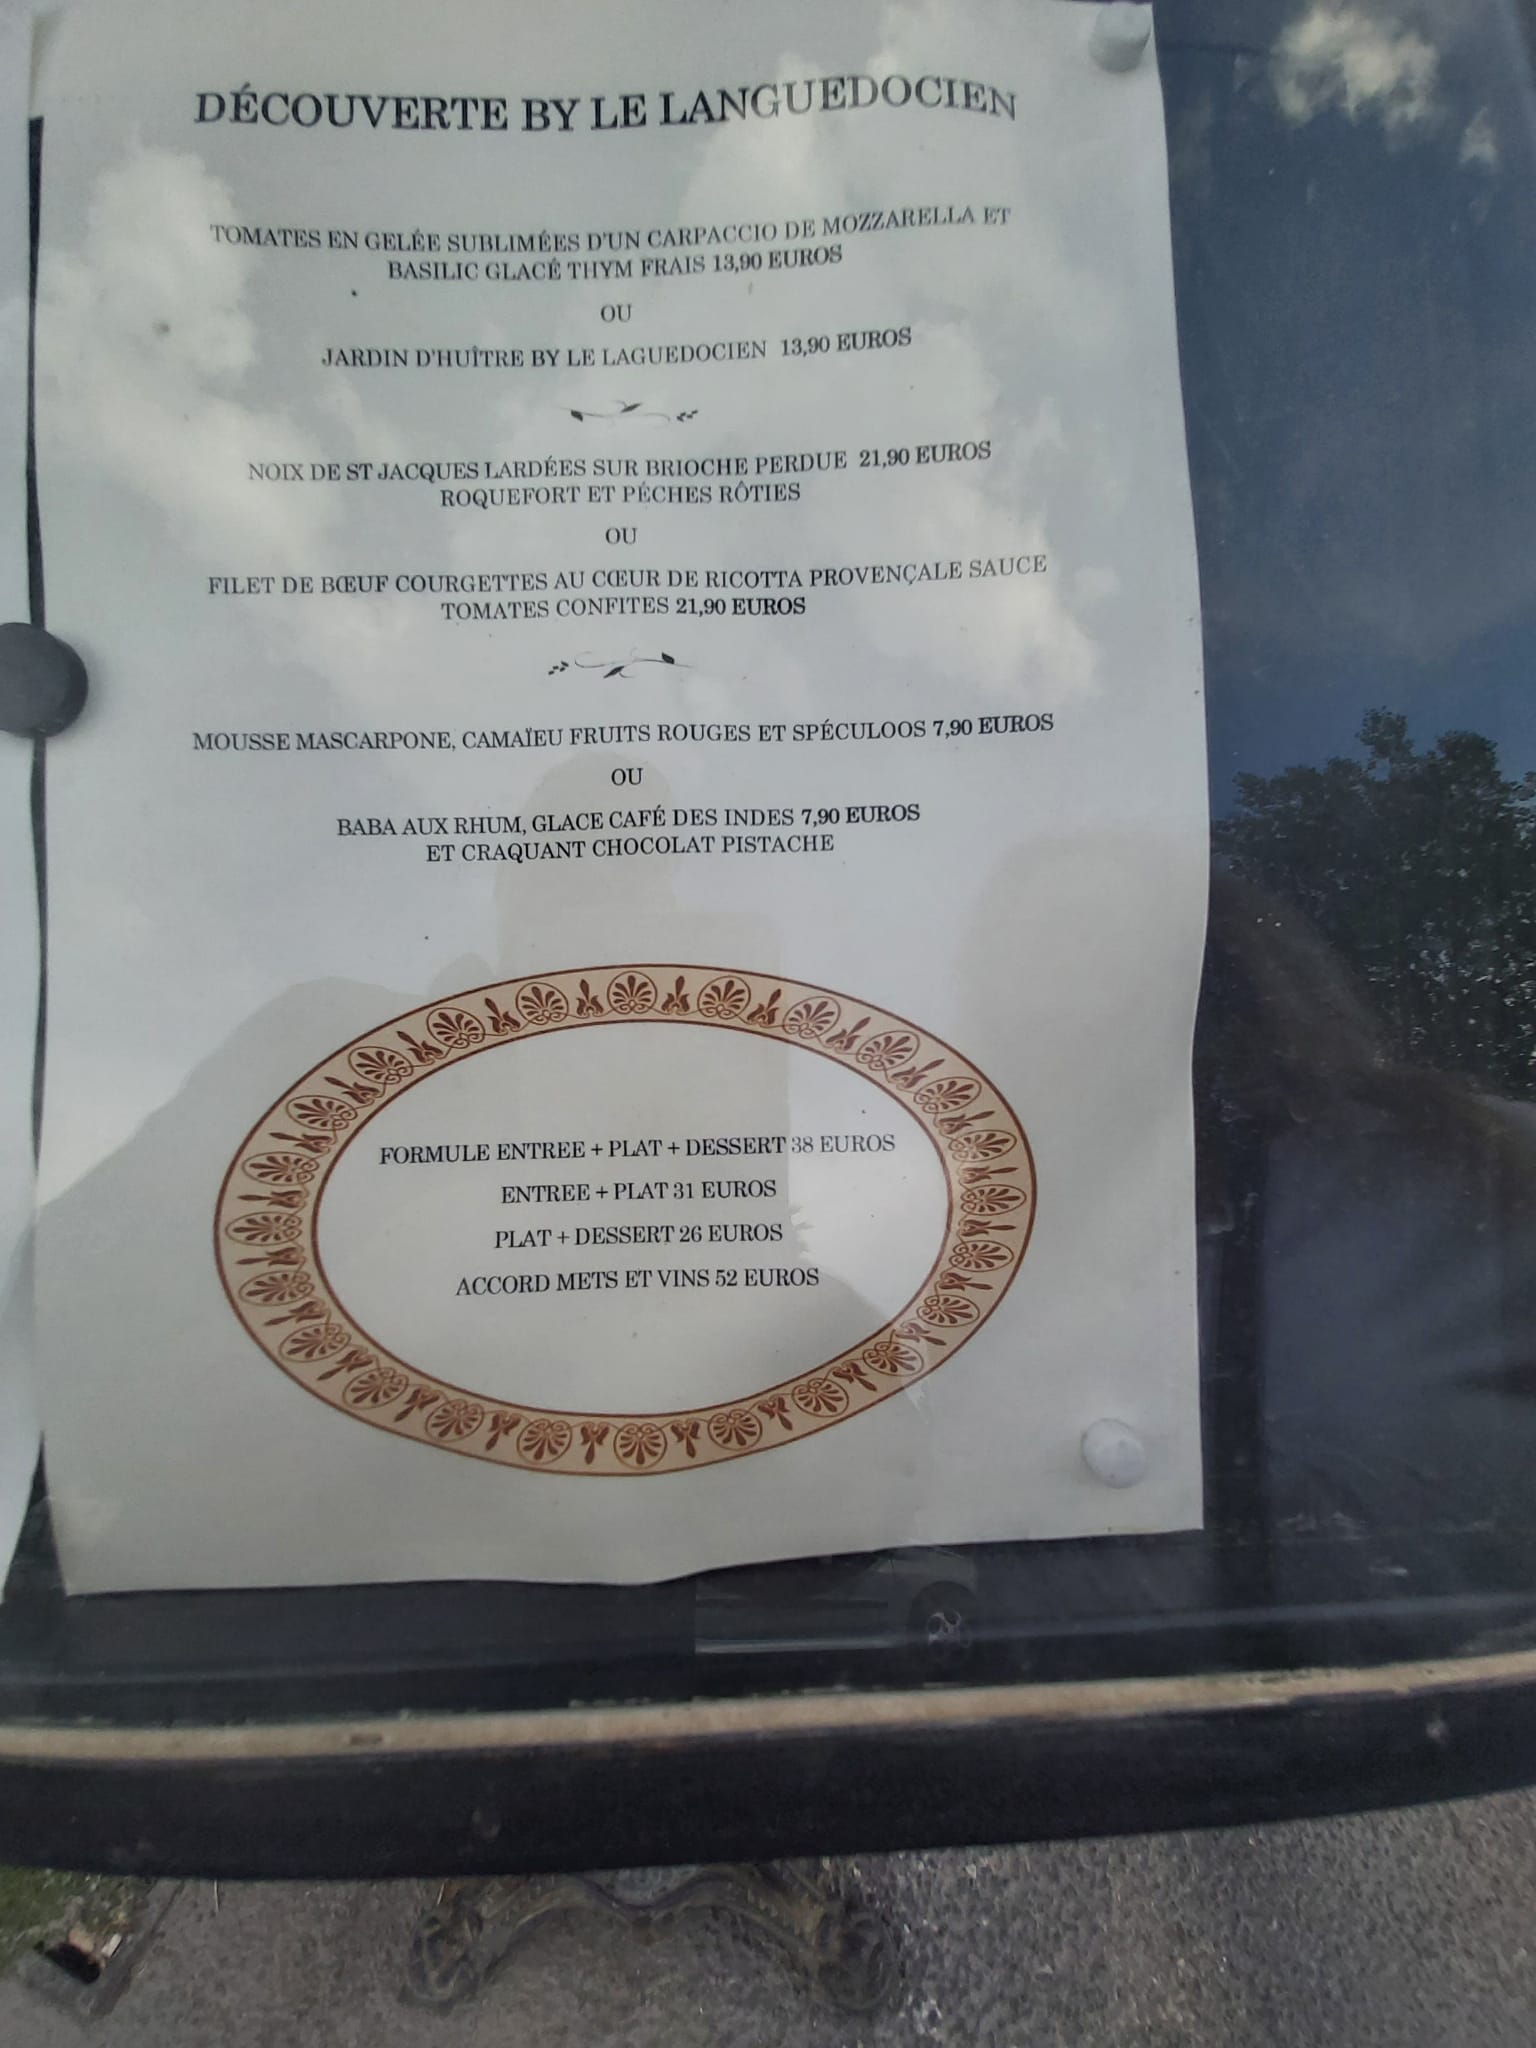 DÉCOUVERTE BY LE LANGUEDOCIEN
TOMATES EN GELÉE SUBLIMÉES D'UN CARPACCIO DE MOZZARELLA ET
BASILIC GLACÉ THYM FRAIS 13,90 EUROS
OU
JARDIN D'HUÎTRE BY LE LAGUEDOCIEN 13,90 EUROS
NOIX DE ST JACQUES LARDÉES SUR BRIOCHE PERDUE 21,90 EUROS
ROQUEFORT ET PÉCHES RÔTIES
OU
FILET DE BŒUF COURGETTES AU CŒUR DE RICOTTA PROVENÇALE SAUCE
TOMATES CONFITES 21,90 EUROS
MOUSSE MASCARPONE, CAMAÏEU FRUITS ROUGES ET SPÉCULOOS 7,90 EUROS
OU
BABA AUX RHUM, GLACE CAFÉ DES INDES 7,90 EUROS
ET CRAQUANT CHOCOLAT PISTACHE
FORMULE ENTREE + PLAT + DESSERT 38 EUROS
ENTREE + PLAT 31 EUROS
PLAT + DESSERT 26 EUROS
ACCORD METS ET VINS 52 EUROS